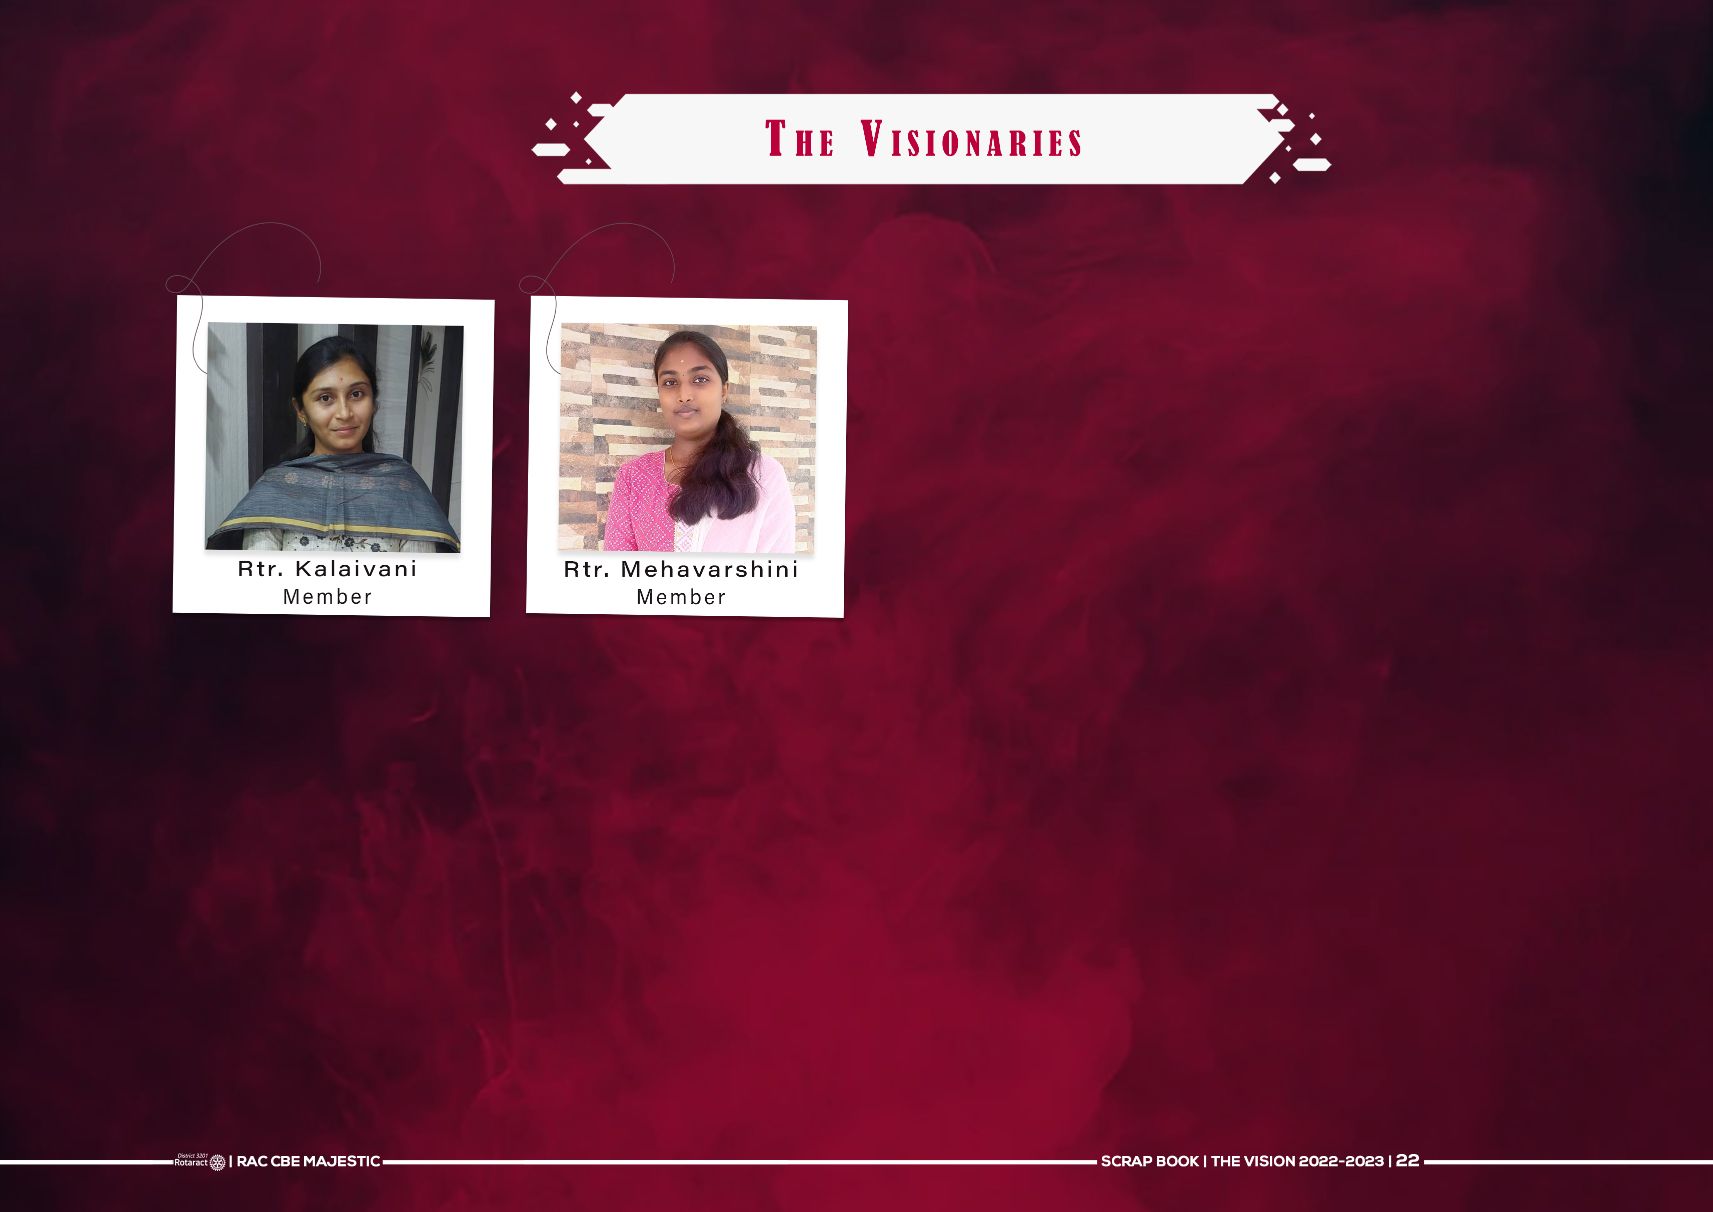 THE VISIONARIES
Rtr. Kalaivani
Member
Rtr. Mehavarshini
Member
District 3201
Rotaract | RAC CBE MAJESTIC
SCRAP BOOK | THE VISION 2022-2023 | 22